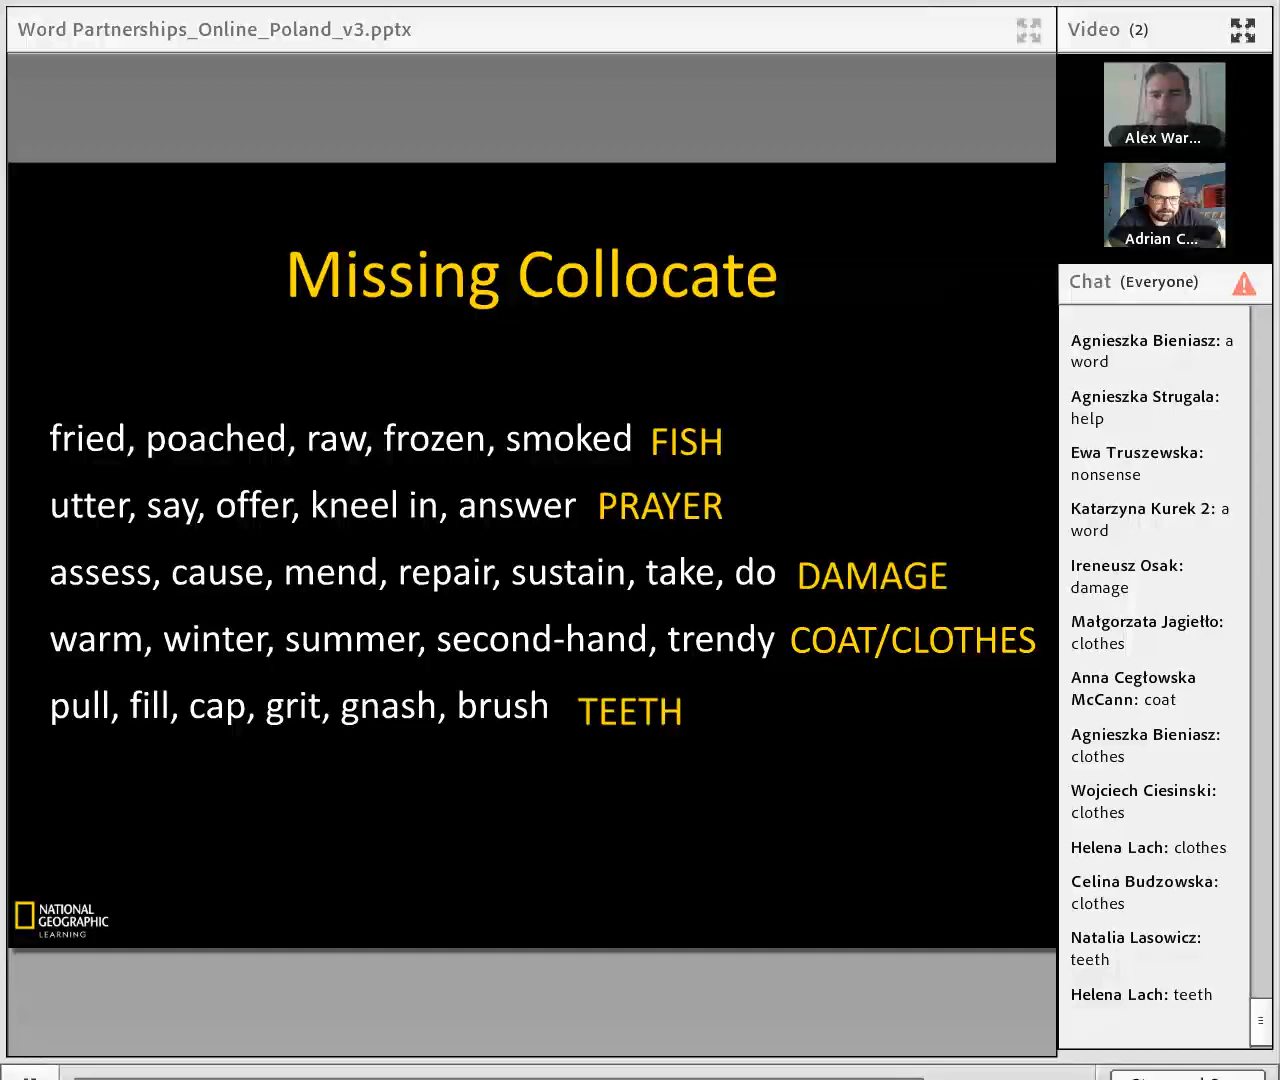 Word Partnerships_Online_Poland_v3.pptx
Missing Collocate
fried, poached, raw, frozen, smoked FISH
utter, say, offer, kneel in, answer PRAYER
assess, cause, mend, repair, sustain, take, do DAMAGE
warm, winter, summer, second-hand, trendy COAT/CLOTHES
pull, fill, cap, grit, gnash, brush TEETH
NATIONAL
GEOGRAPHIC
LEARNING
Video (2)
Alex War...
Adrian C...
Chat (Everyone)
Agnieszka Bieniasz: a
word
Agnieszka Strugala:
help
Ewa Truszewska:
nonsense
Katarzyna Kurek 2: a
word
Ireneusz Osak:
damage
Małgorzata Jagiełło:
clothes
Anna Cegłowska
McCann: coat
Agnieszka Bieniasz:
clothes
Wojciech Ciesinski:
clothes
Helena Lach: clothes
Celina Budzowska:
clothes
Natalia Lasowicz:
teeth
Helena Lach: teeth